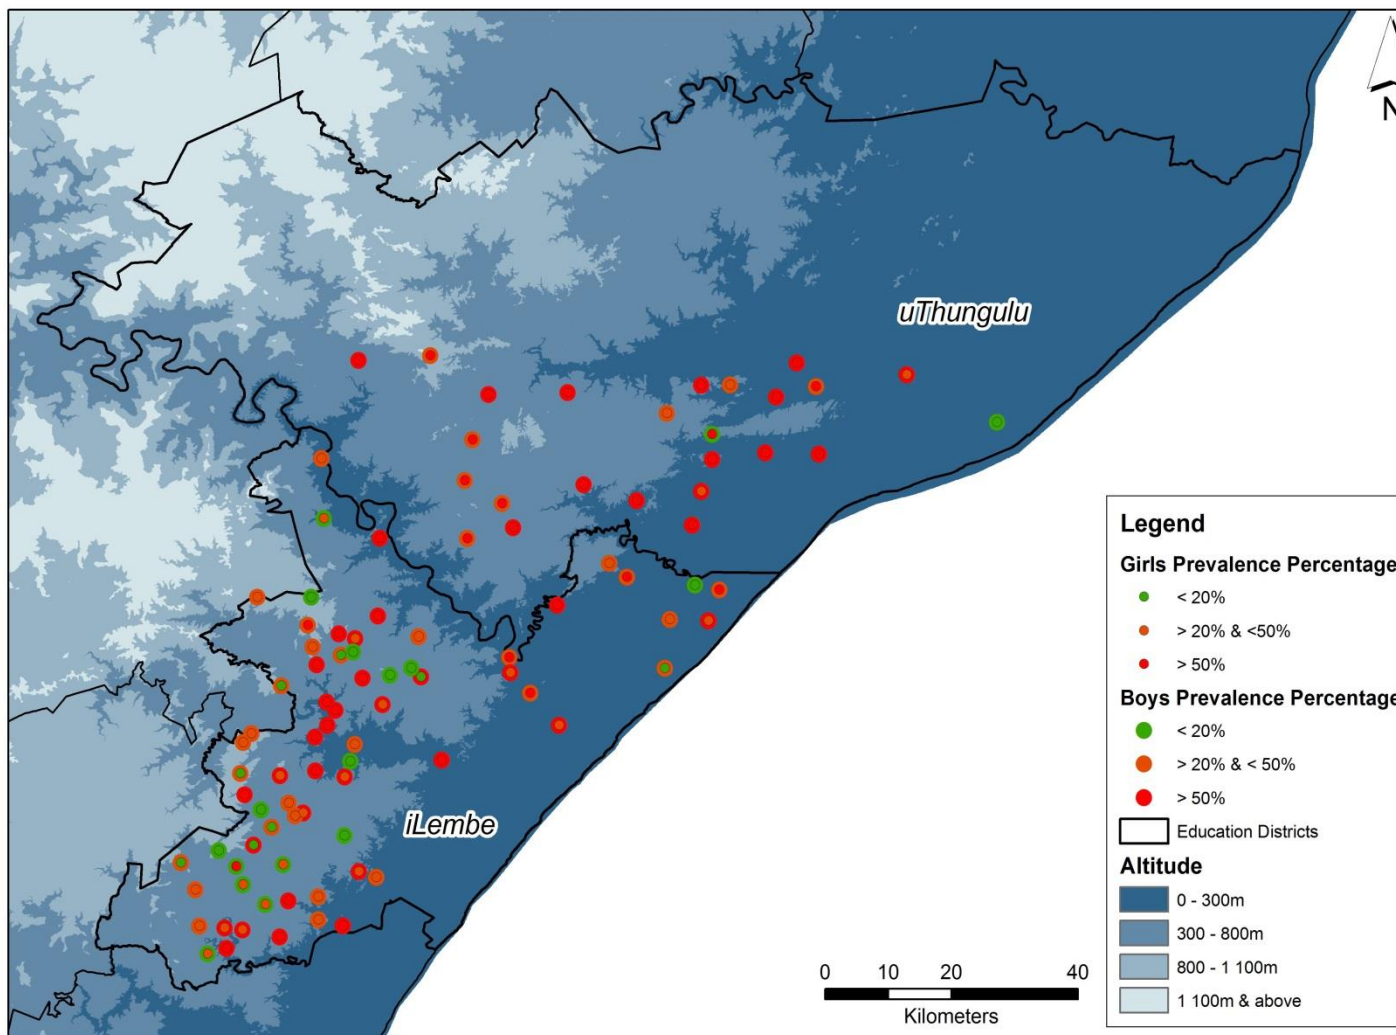 N
uThungulu
iLembe
Legend
Girls Prevalence Percentage
< 20%
> 20% & <50%
> 50%
Boys Prevalence Percentage
< 20%
> 20% & < 50%
> 50%
Education Districts
Altitude
0 - 300m
300 - 800m
800 - 1 100m
1 100m & above
0 10 20 40
Kilometers